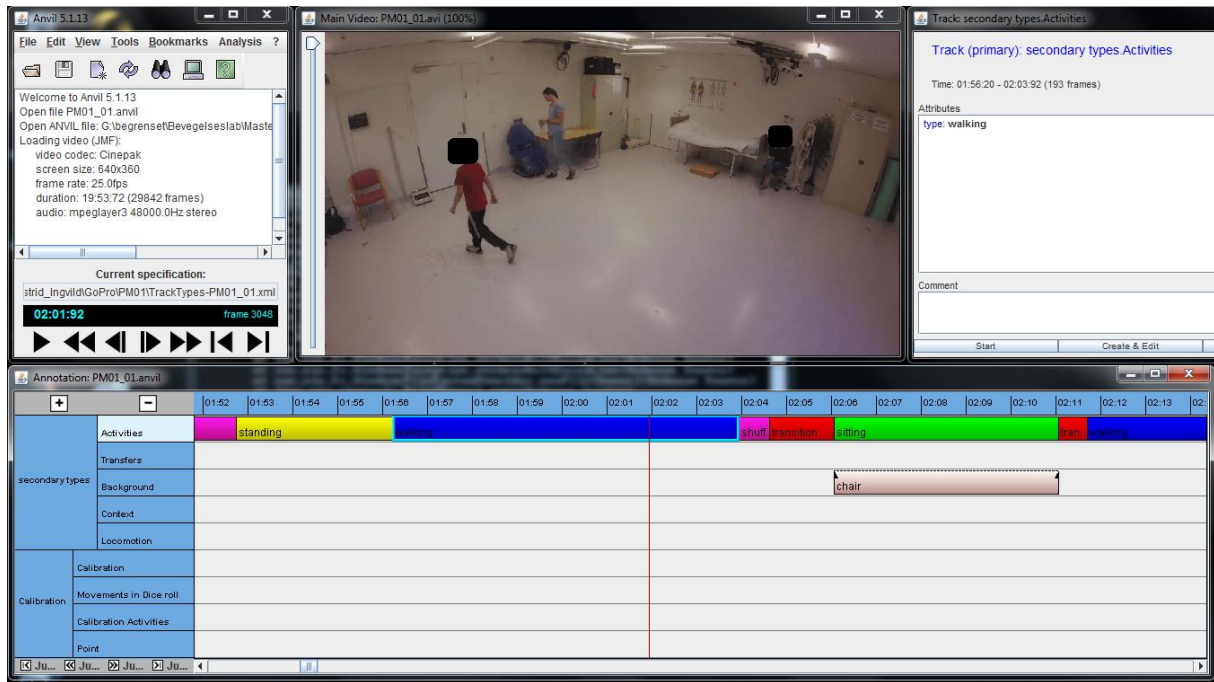 Anvil 5.1.13
File Edit View Tools Bookmarks Analysis ?
Welcome to Anvil 5.1.13
Open file PM01_01.anvil
Open ANVIL file: G:\begrenset\Bevegelseslab\Maste
Loading video (JMF):
video codec: Cinepak
screen size: 640x360
frame rate: 25.0fps
duration: 19:53:72 (29842 frames)
audio: mpeglayer3 48000.0Hz stereo
Current specification:
strid_Ingvild\GoPro\PM01\TrackTypes-PM01_01.xml
02:01:92 frame 3048
Main Video: PM01_01.avi (100%)
Track: secondary types.Activities
Track (primary): secondary types.Activities
Time: 01:56:20 - 02:03:92 (193 frames)
Attributes
type: walking
Comment
Start Create & Edit
Annotation: PM01_01.anvil
+ - 01:52 01:53 01:54 01:55 01:56 01:57 01:58 01:59 02:00 02:01 02:02 02:03 02:04 02:05 02:06 02:07 02:08 02:09 02:10 02:11 02:12 02:13 02:
Activities standing walking shuff. transition sitting tran. walking
Transfers
secondary types
Background chair
Context
Locomotion
Calibration
Calibration
Movements in Dice roll
Calibration Activities
Point
Ju... Ju... Ju... Ju...